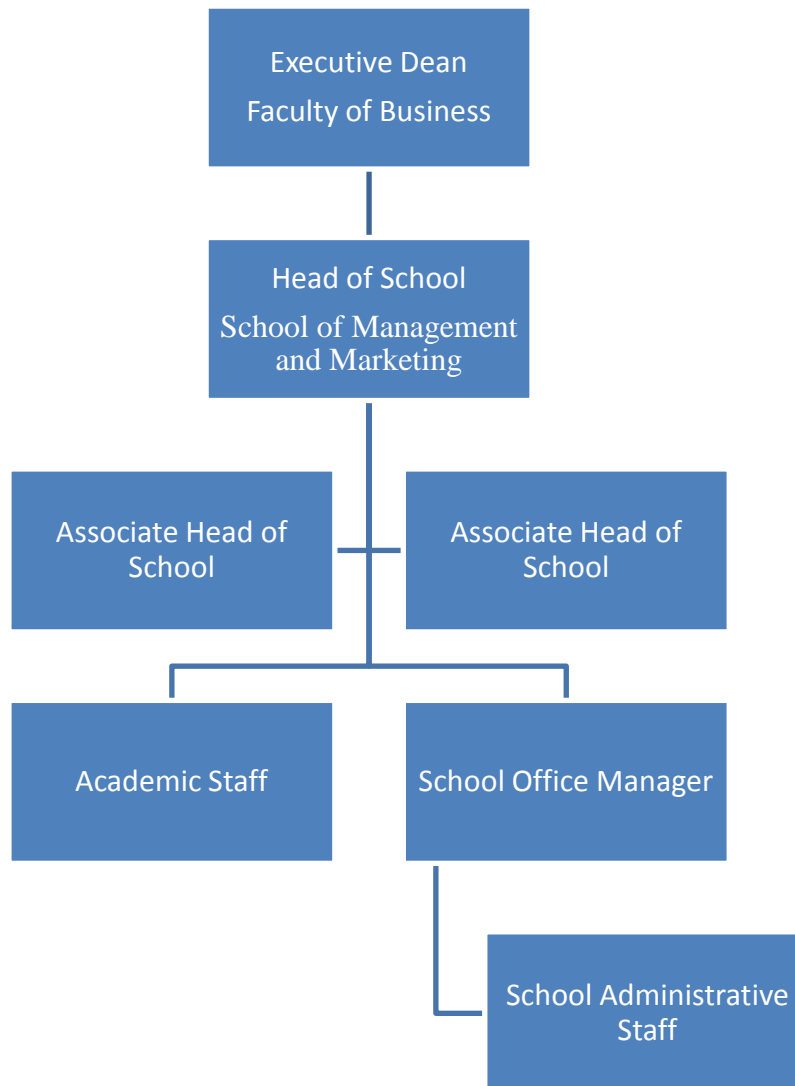 Executive Dean
Faculty of Business
Head of School
School of Management
and Marketing
Associate Head of
School
Associate Head of
School
Academic Staff
School Office Manager
School Administrative
Staff